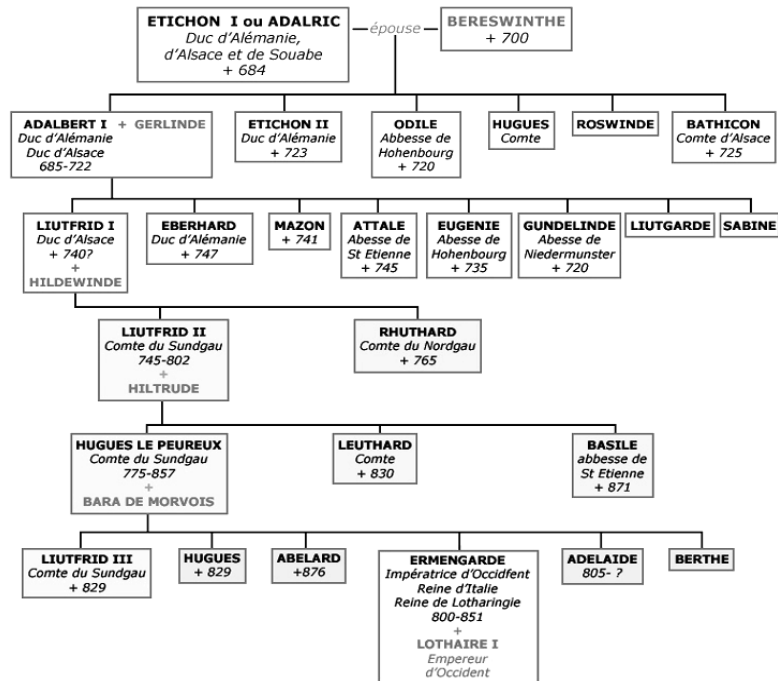 ETICHON I ou ADALRIC
Duc d'Alémanie,
d'Alsace et de Souabe
+ 684
épouse
BERESWINTHE
+ 700
ADALBERT I + GERLINDE
Duc d'Alémanie
Duc d'Alsace
685-722
ETICHON II
Duc d'Alémanie
+ 723
ODILE
Abbesse de
Hohenbourg
+ 720
HUGUES
Comte
ROSWINDE
BATHICON
Comte d'Alsace
+ 725
LIUTFRID I
Duc d'Alsace
+ 740?
+
HILDEWINDE
EBERHARD
Duc d'Alémanie
+ 747
MAZON
+ 741
ATTALE
Abesse de
St Etienne
+ 745
EUGENIE
Abesse de
Hohenbourg
+ 735
GUNDELINDE
Abesse de
Niedermunster
+ 720
LIUTGARDE
SABINE
LIUTFRID II
Comte du Sundgau
745-802
+
HILTRUDE
RHUTHARD
Comte du Nordgau
+ 765
HUGUES LE PEUREUX
Comte du Sundgau
775-857
+
BARA DE MORVOIS
LEUTHARD
Comte
+ 830
BASILE
abbesse de
St Etienne
+ 871
LIUTFRID III
Comte du Sundgau
+ 829
HUGUES
+ 829
ABELARD
+876
ERMENGARDE
Impératrice d'Occidfent
Reine d'Italie
Reine de Lotharingie
800-851
+
LOTHAIRE I
Empereur
d'Occident
ADELAIDE
805- ?
BERTHE